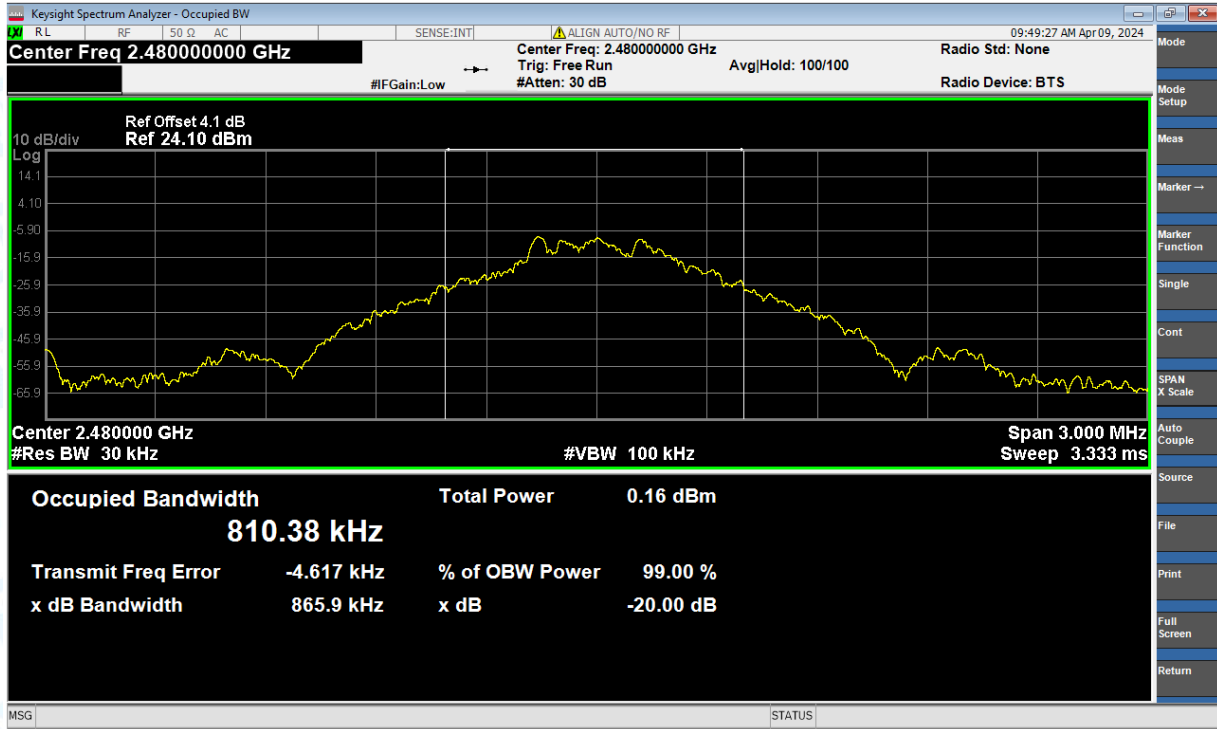 Keysight Spectrum Analyzer - Occupied BW
LXI RL RF 50 Ω AC SENSE:INT ALIGN AUTO/NO RF 09:49:27 AM Apr 09, 2024
Center Freq 2.480000000 GHz
Center Freq: 2.480000000 GHz Radio Std: None
Trig: Free Run Avg|Hold: 100/100
#IFGain:Low #Atten: 30 dB Radio Device: BTS
Ref Offset 4.1 dB
10 dB/div Ref 24.10 dBm
Log
14.1
4.10
-5.90
-15.9
-25.9
-35.9
-45.9
-55.9
-65.9
Center 2.480000 GHz Span 3.000 MHz
#Res BW 30 kHz #VBW 100 kHz Sweep 3.333 ms
Occupied Bandwidth Total Power 0.16 dBm
810.38 kHz
Transmit Freq Error -4.617 kHz % of OBW Power 99.00 %
x dB Bandwidth 865.9 kHz x dB -20.00 dB
MSG STATUS
Mode
Mode
Setup
Meas
Marker →
Marker
Function
Single
Cont
SPAN
X Scale
Auto
Couple
Source
File
Print
Full
Screen
Return